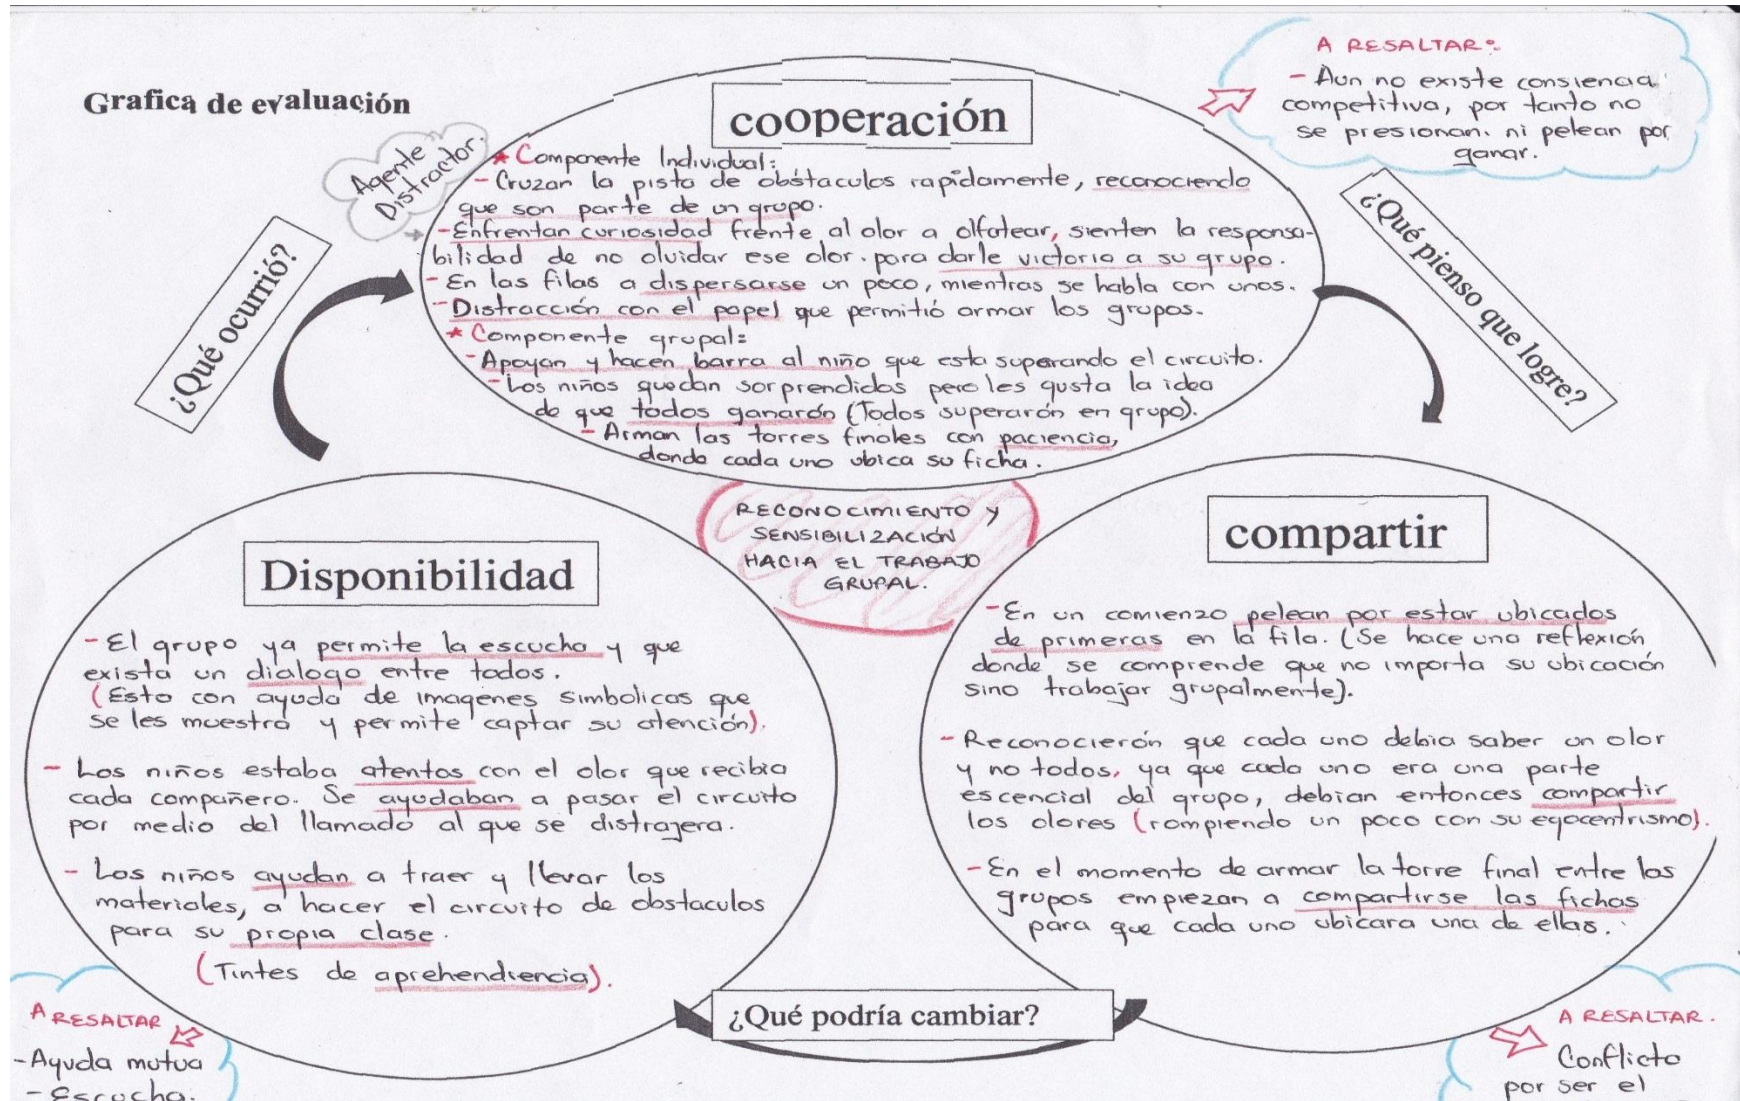 Grafica de evaluación
Agente
Distractor.
¿Qué ocurrió?
cooperación
* Componente Individual:
- Cruzan la pista de obstaculos rapidamente, reconociendo
que son parte de un grupo.
- Enfrentan curiosidad frente al olor a olfatear, sienten la responsa-
bilidad de no olvidar ese olor. para darle victoria a su grupo.
- En las filas a dispersarse un poco, mientras se habla con unos.
- Distracción con el papel que permitió armar los grupos.
* Componente grupal:
- Apoyan y hacen barra al niño que esta superando el circuito.
- Los niños quedan sorprendidos pero les gusta la idea
de que todos ganarón (Todos superarón en grupo).
- Arman las torres finales con paciencia,
donde cada uno ubica su ficha.
A RESALTAR:
- Aun no existe consiencia
competitiva, por tanto no
se presionan. ni pelean por
ganar.
¿Qué pienso que logre?
RECONOCIMIENTO Y
SENSIBILIZACIÓN
HACIA EL TRABAJO
GRUPAL.
Disponibilidad
- El grupo ya permite la escucha y que
exista un dialogo entre todos.
(Esto con ayuda de imagenes simbolicas que
se les muestra y permite captar su atención).
- Los niños estaba atentos con el olor que recibia
cada compañero. Se ayudaban a pasar el circuito
por medio del llamado al que se distrajera.
- Los niños ayudan a traer y llevar los
materiales, a hacer el circuito de obstaculos
para su propia clase.
(Tintes de aprehendiencia).
A RESALTAR
- Ayuda mutua
- Escucha.
compartir
- En un comienzo pelean por estar ubicados
de primeras en la fila. (Se hace una reflexión
donde se comprende que no importa su ubicación
sino trabajar grupalmente).
- Reconocierón que cada uno debia saber un olor
y no todos, ya que cada uno era una parte
escencial del grupo, debian entonces compartir
los olores (rompiendo un poco con su egocentrismo).
- En el momento de armar la torre final entre los
grupos empiezan a compartirse las fichas
para que cada uno ubicara una de ellas.
¿Qué podría cambiar?
A RESALTAR.
Conflicto
por ser el